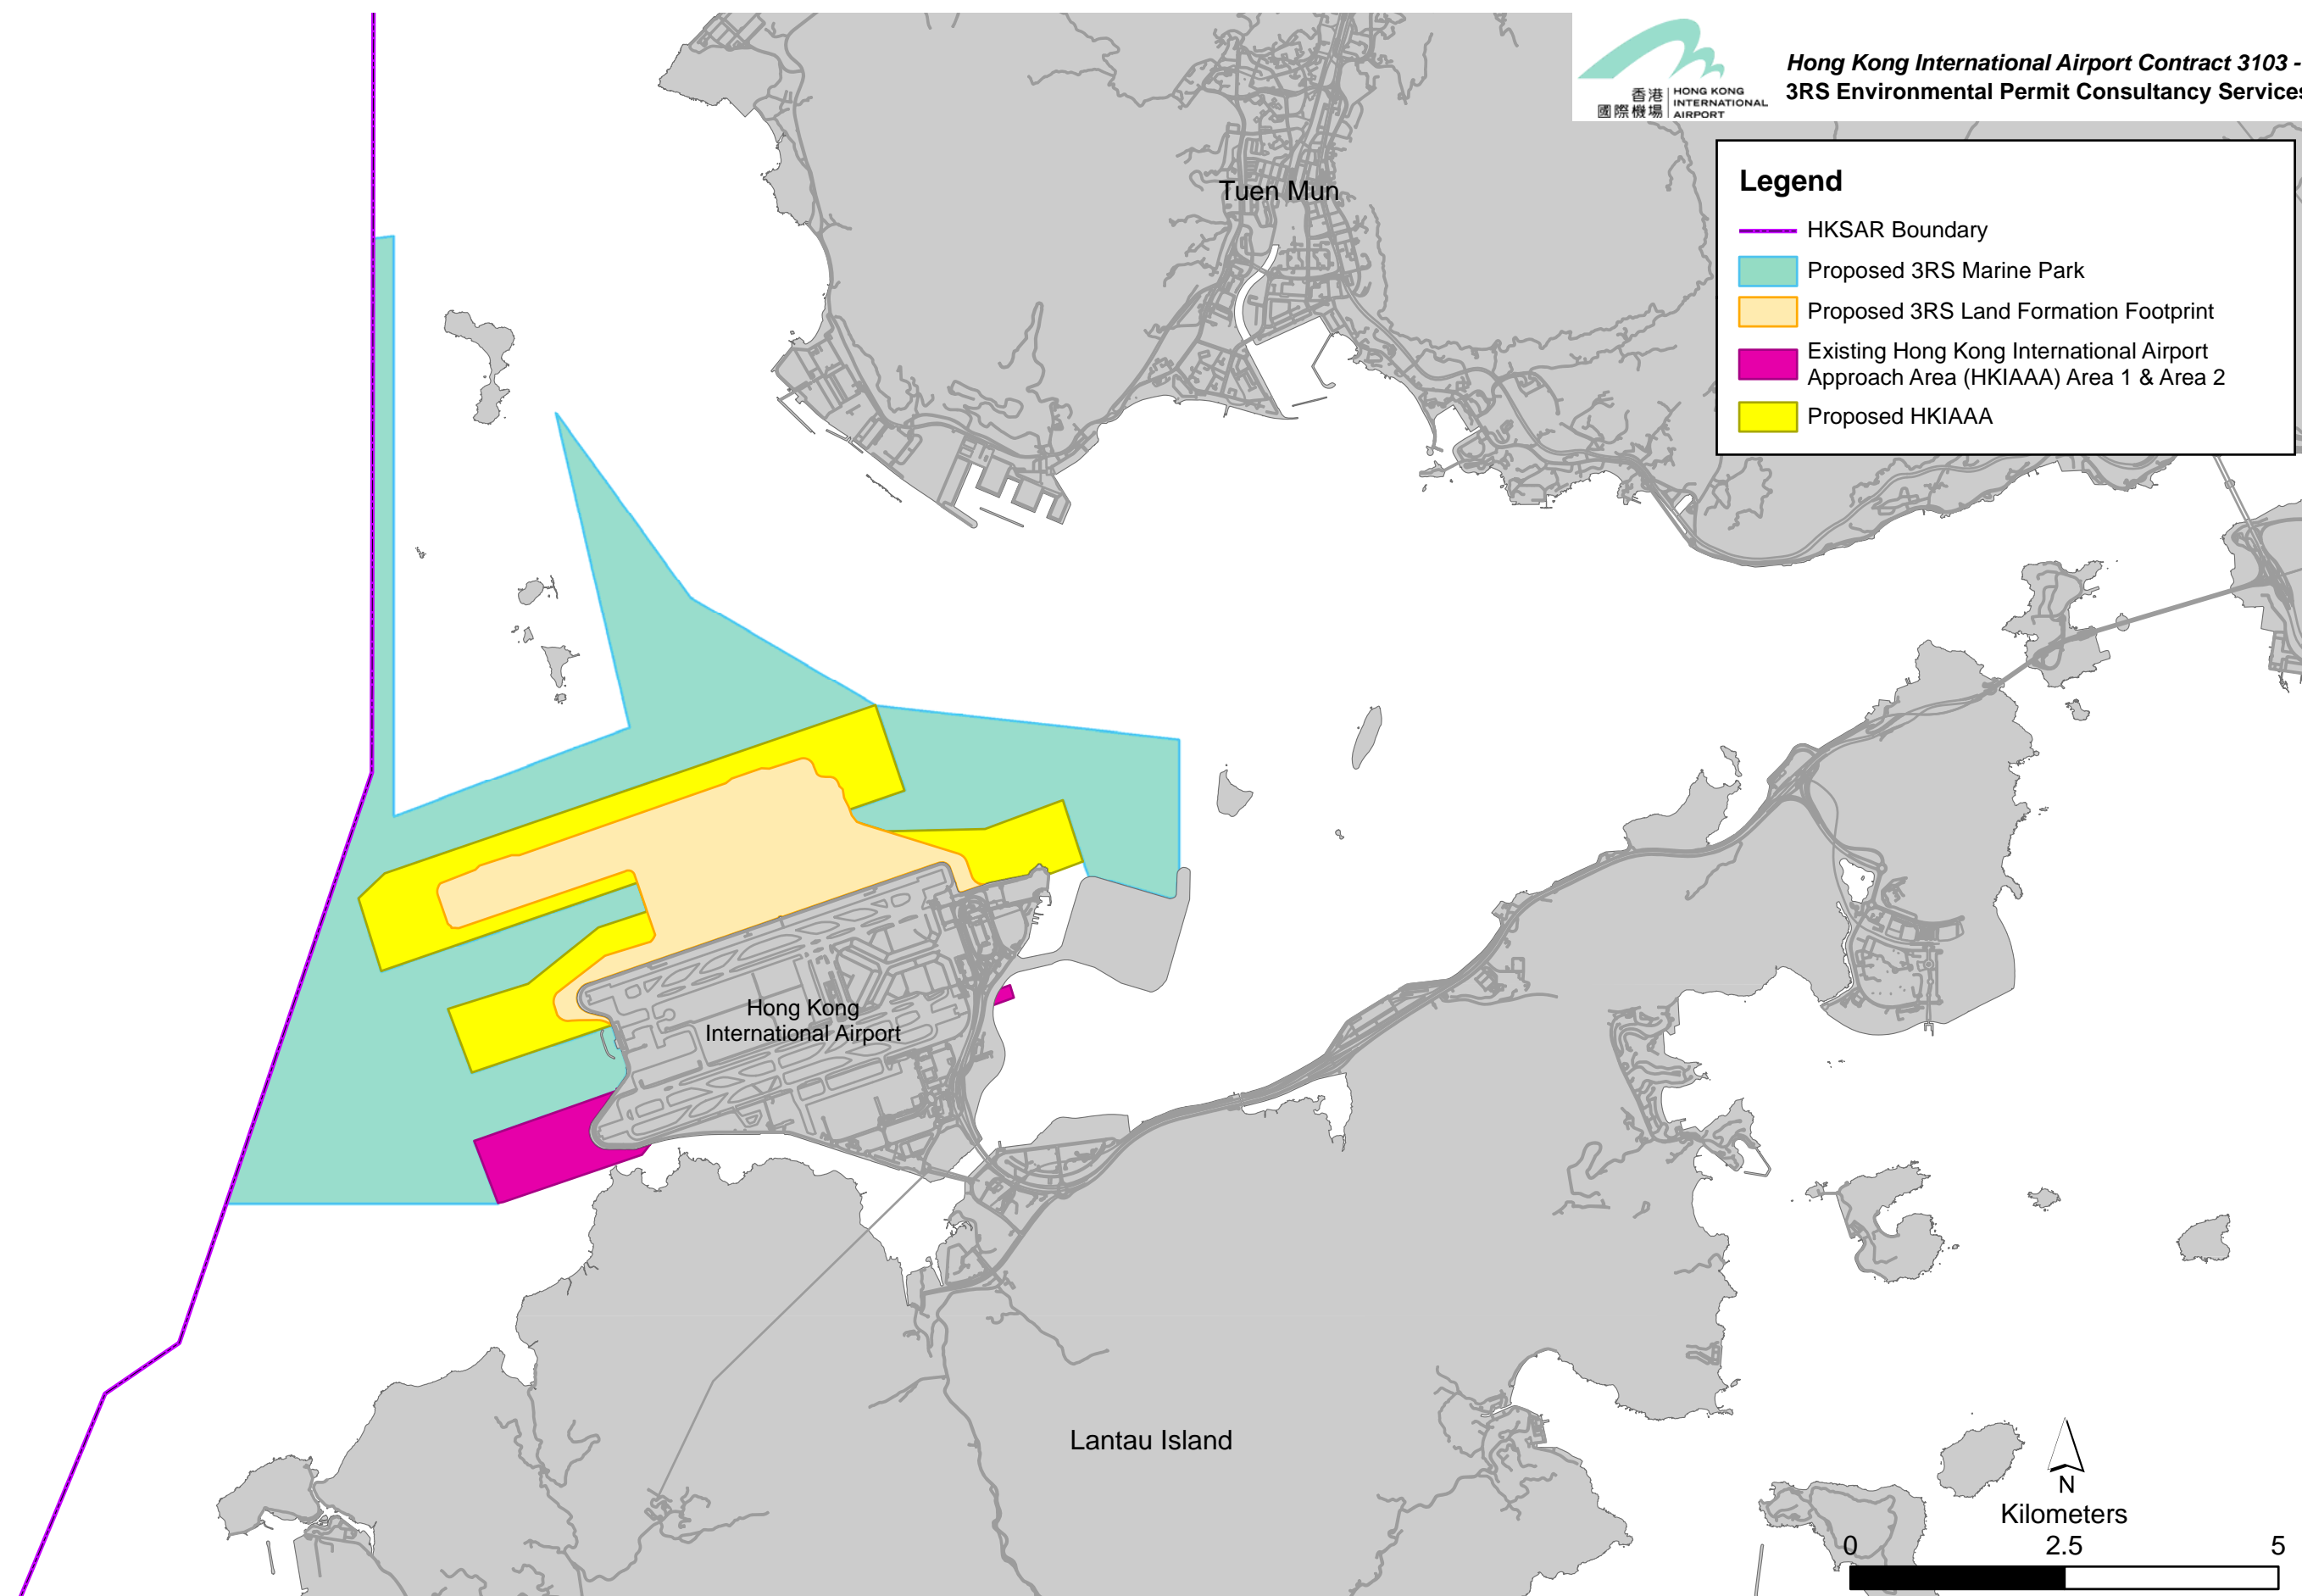 香港
國際機場
HONG KONG
INTERNATIONAL
AIRPORT
Hong Kong International Airport Contract 3103 -
3RS Environmental Permit Consultancy Services
Legend
HKSAR Boundary
Proposed 3RS Marine Park
Proposed 3RS Land Formation Footprint
Existing Hong Kong International Airport
Approach Area (HKIAAA) Area 1 & Area 2
Proposed HKIAAA
Tuen Mun
Hong Kong
International Airport
Lantau Island
N
Kilometers
0 2.5 5